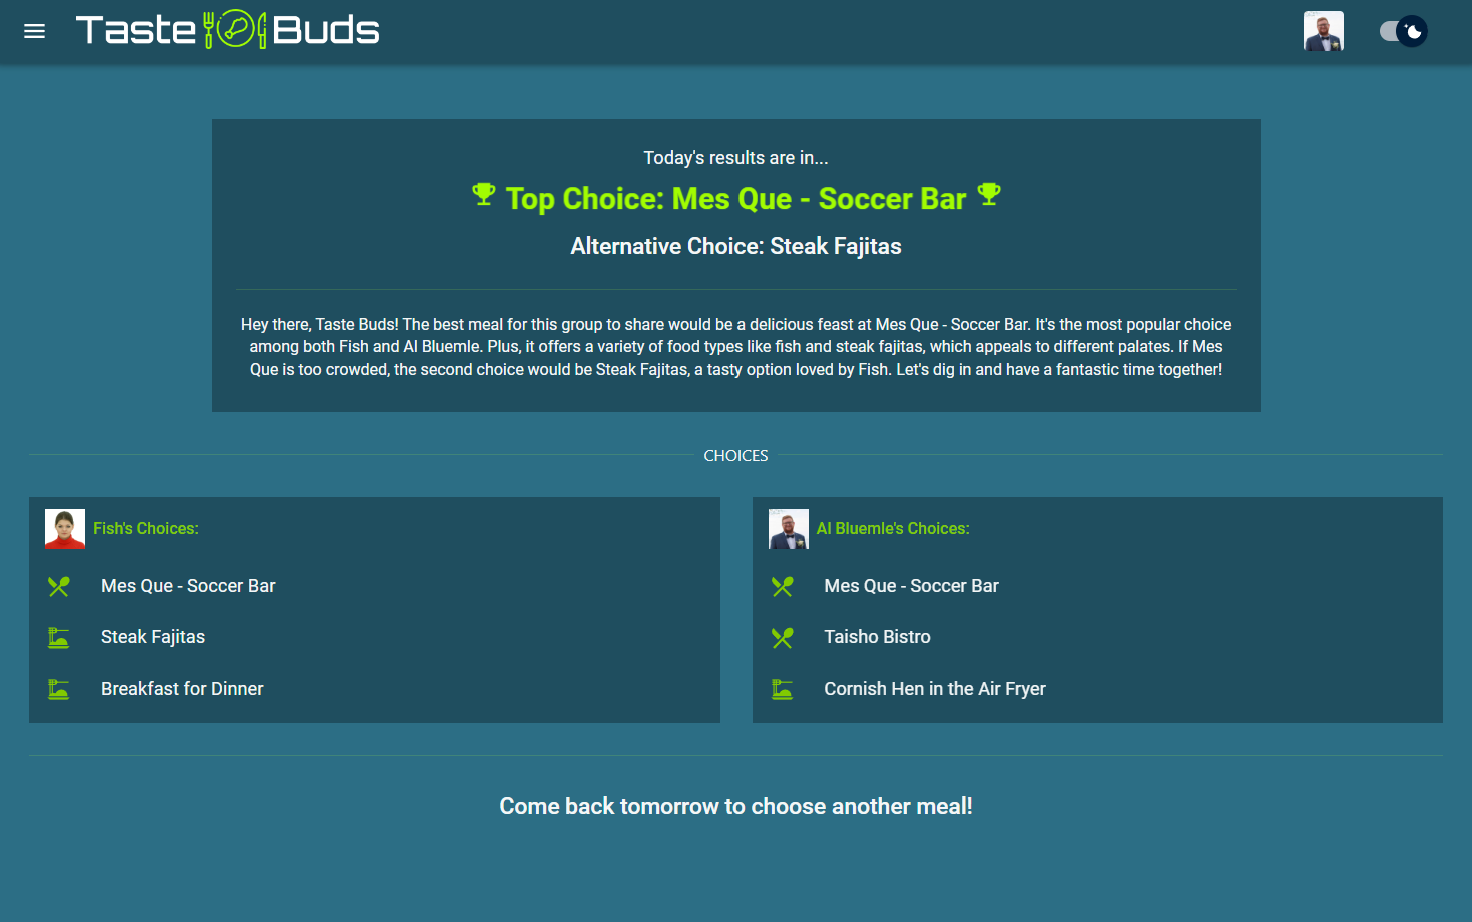 Taste Buds
Today's results are in...
Top Choice: Mes Que - Soccer Bar
Alternative Choice: Steak Fajitas
Hey there, Taste Buds! The best meal for this group to share would be a delicious feast at Mes Que - Soccer Bar. It's the most popular choice
among both Fish and Al Bluemle. Plus, it offers a variety of food types like fish and steak fajitas, which appeals to different palates. If Mes
Que is too crowded, the second choice would be Steak Fajitas, a tasty option loved by Fish. Let's dig in and have a fantastic time together!
CHOICES
Fish's Choices:
Mes Que - Soccer Bar
Steak Fajitas
Breakfast for Dinner
Al Bluemle's Choices:
Mes Que - Soccer Bar
Taisho Bistro
Cornish Hen in the Air Fryer
Come back tomorrow to choose another meal!